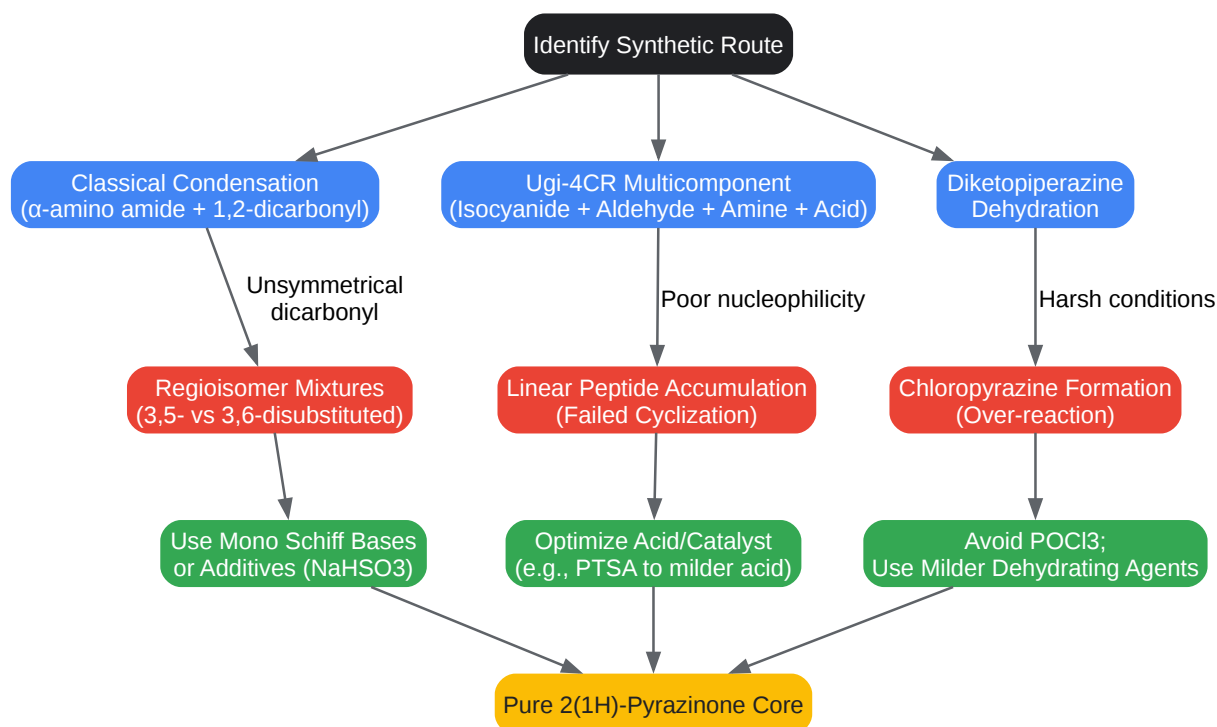 Identify Synthetic Route
Classical Condensation
(α-amino amide + 1,2-dicarbonyl)
Ugi-4CR Multicomponent
(Isocyanide + Aldehyde + Amine + Acid)
Diketopiperazine
Dehydration
Unsymmetrical
dicarbonyl
Poor nucleophilicity
Harsh conditions
Regioisomer Mixtures
(3,5- vs 3,6-disubstituted)
Linear Peptide Accumulation
(Failed Cyclization)
Chloropyrazine Formation
(Over-reaction)
Use Mono Schiff Bases
or Additives (NaHSO3)
Optimize Acid/Catalyst
(e.g., PTSA to milder acid)
Avoid POCl3;
Use Milder Dehydrating Agents
Pure 2(1H)-Pyrazinone Core